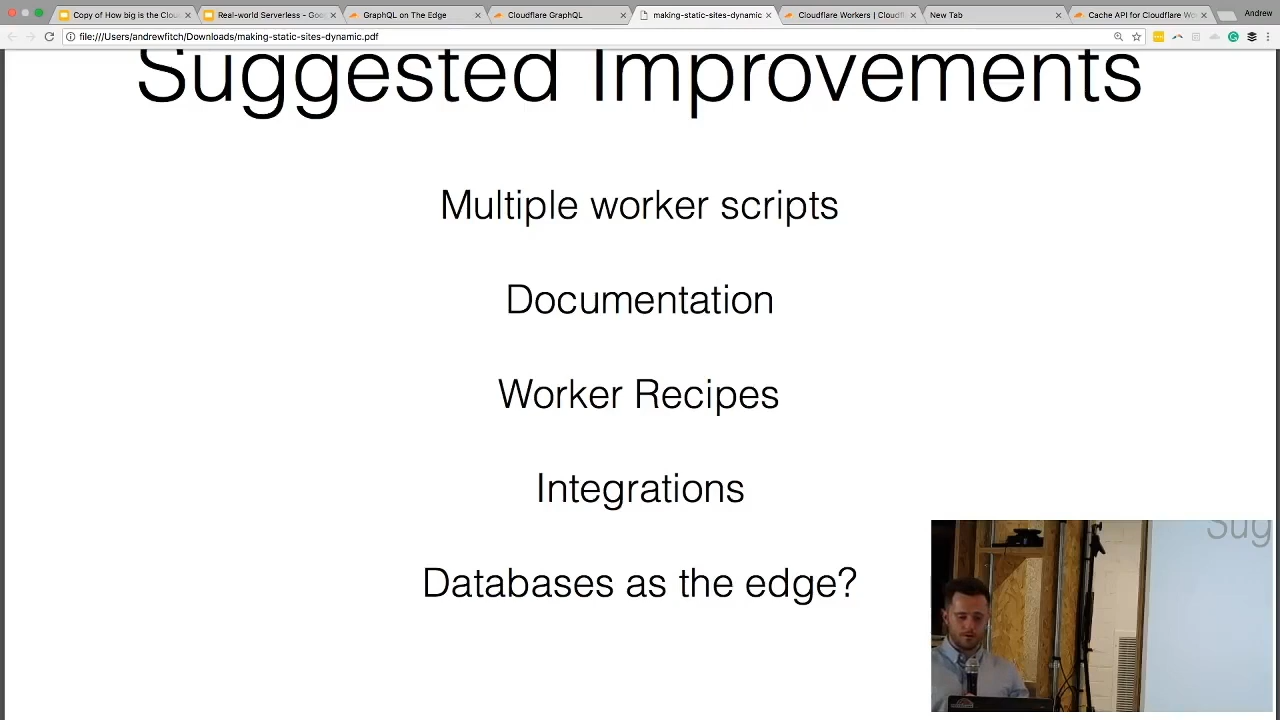 Copy of How big is the Clou
Real-world Serverless - Goo
GraphQL on The Edge
Cloudflare GraphQL
making-static-sites-dynamic
Cloudflare Workers | Cloudfl
New Tab
Cache API for Cloudflare Wo
Andrew
file:///Users/andrewfitch/Downloads/making-static-sites-dynamic.pdf
Suggested Improvements
Multiple worker scripts
Documentation
Worker Recipes
Integrations
Databases as the edge?
Sug